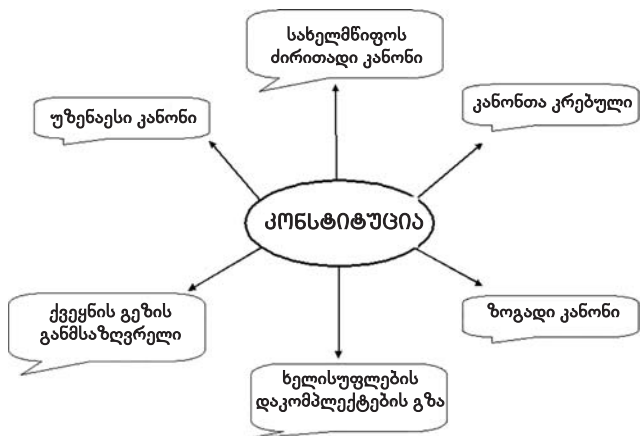 სახელმწიფოს
ძირითადი კანონი
უზენაესი კანონი
კანონთა კრებული
კონსტიტუცია
ქვეყნის გეზის
განმსაზღვრელი
ზოგადი კანონი
ხელისუფლების
დაკომპლექტების გზა